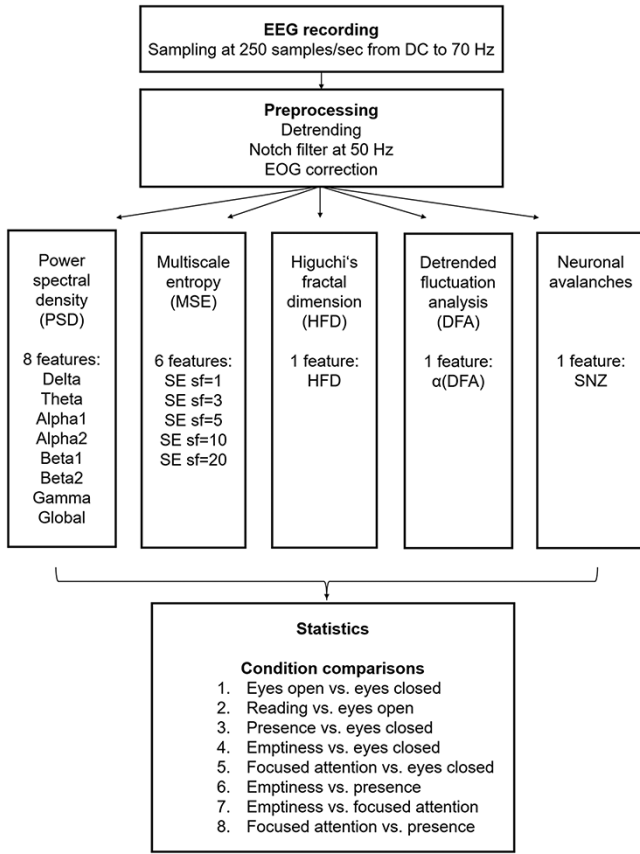 EEG recording
Sampling at 250 samples/sec from DC to 70 Hz
Preprocessing
Detrending
Notch filter at 50 Hz
EOG correction
Power
spectral
density
(PSD)
8 features:
Delta
Theta
Alpha1
Alpha2
Beta1
Beta2
Gamma
Global
Multiscale
entropy
(MSE)
6 features:
SE sf=1
SE sf=3
SE sf=5
SE sf=10
SE sf=20
Higuchi‘s
fractal
dimension
(HFD)
1 feature:
HFD
Detrended
fluctuation
analysis
(DFA)
1 feature:
α(DFA)
Neuronal
avalanches
1 feature:
SNZ
Statistics
Condition comparisons
1. Eyes open vs. eyes closed
2. Reading vs. eyes open
3. Presence vs. eyes closed
4. Emptiness vs. eyes closed
5. Focused attention vs. eyes closed
6. Emptiness vs. presence
7. Emptiness vs. focused attention
8. Focused attention vs. presence